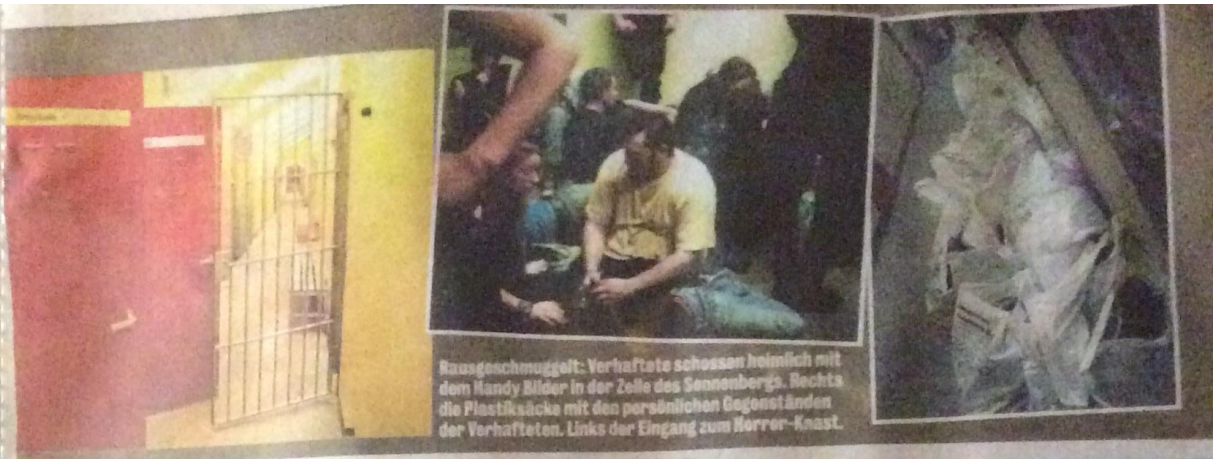 Rausgeschmuggelt: Verhaftete schossen heimlich mit
dem Handy Bilder in der Zelle des Sonnenbergs. Rechts
die Plastiksäcke mit den persönlichen Gegenständen
der Verhafteten. Links der Eingang zum Horror-Knast.